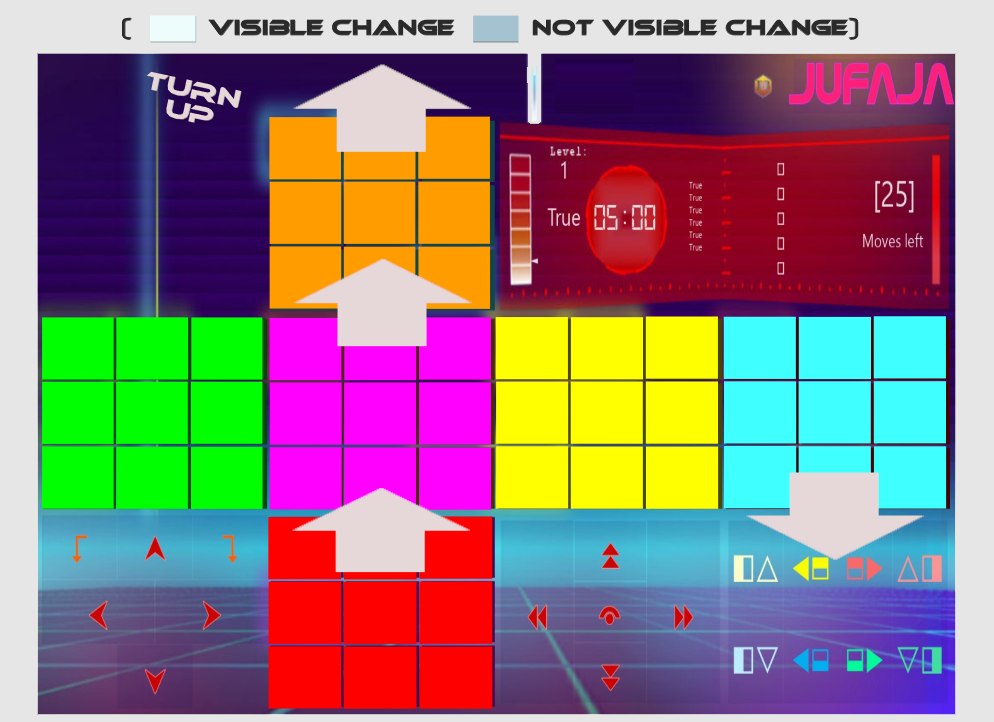 ( VISIBLE CHANGE NOT VISIBLE CHANGE)
TURN
UP
JUFAJA
Level:
1
True
05:00
True
True
True
True
True
True
[25]
Moves left